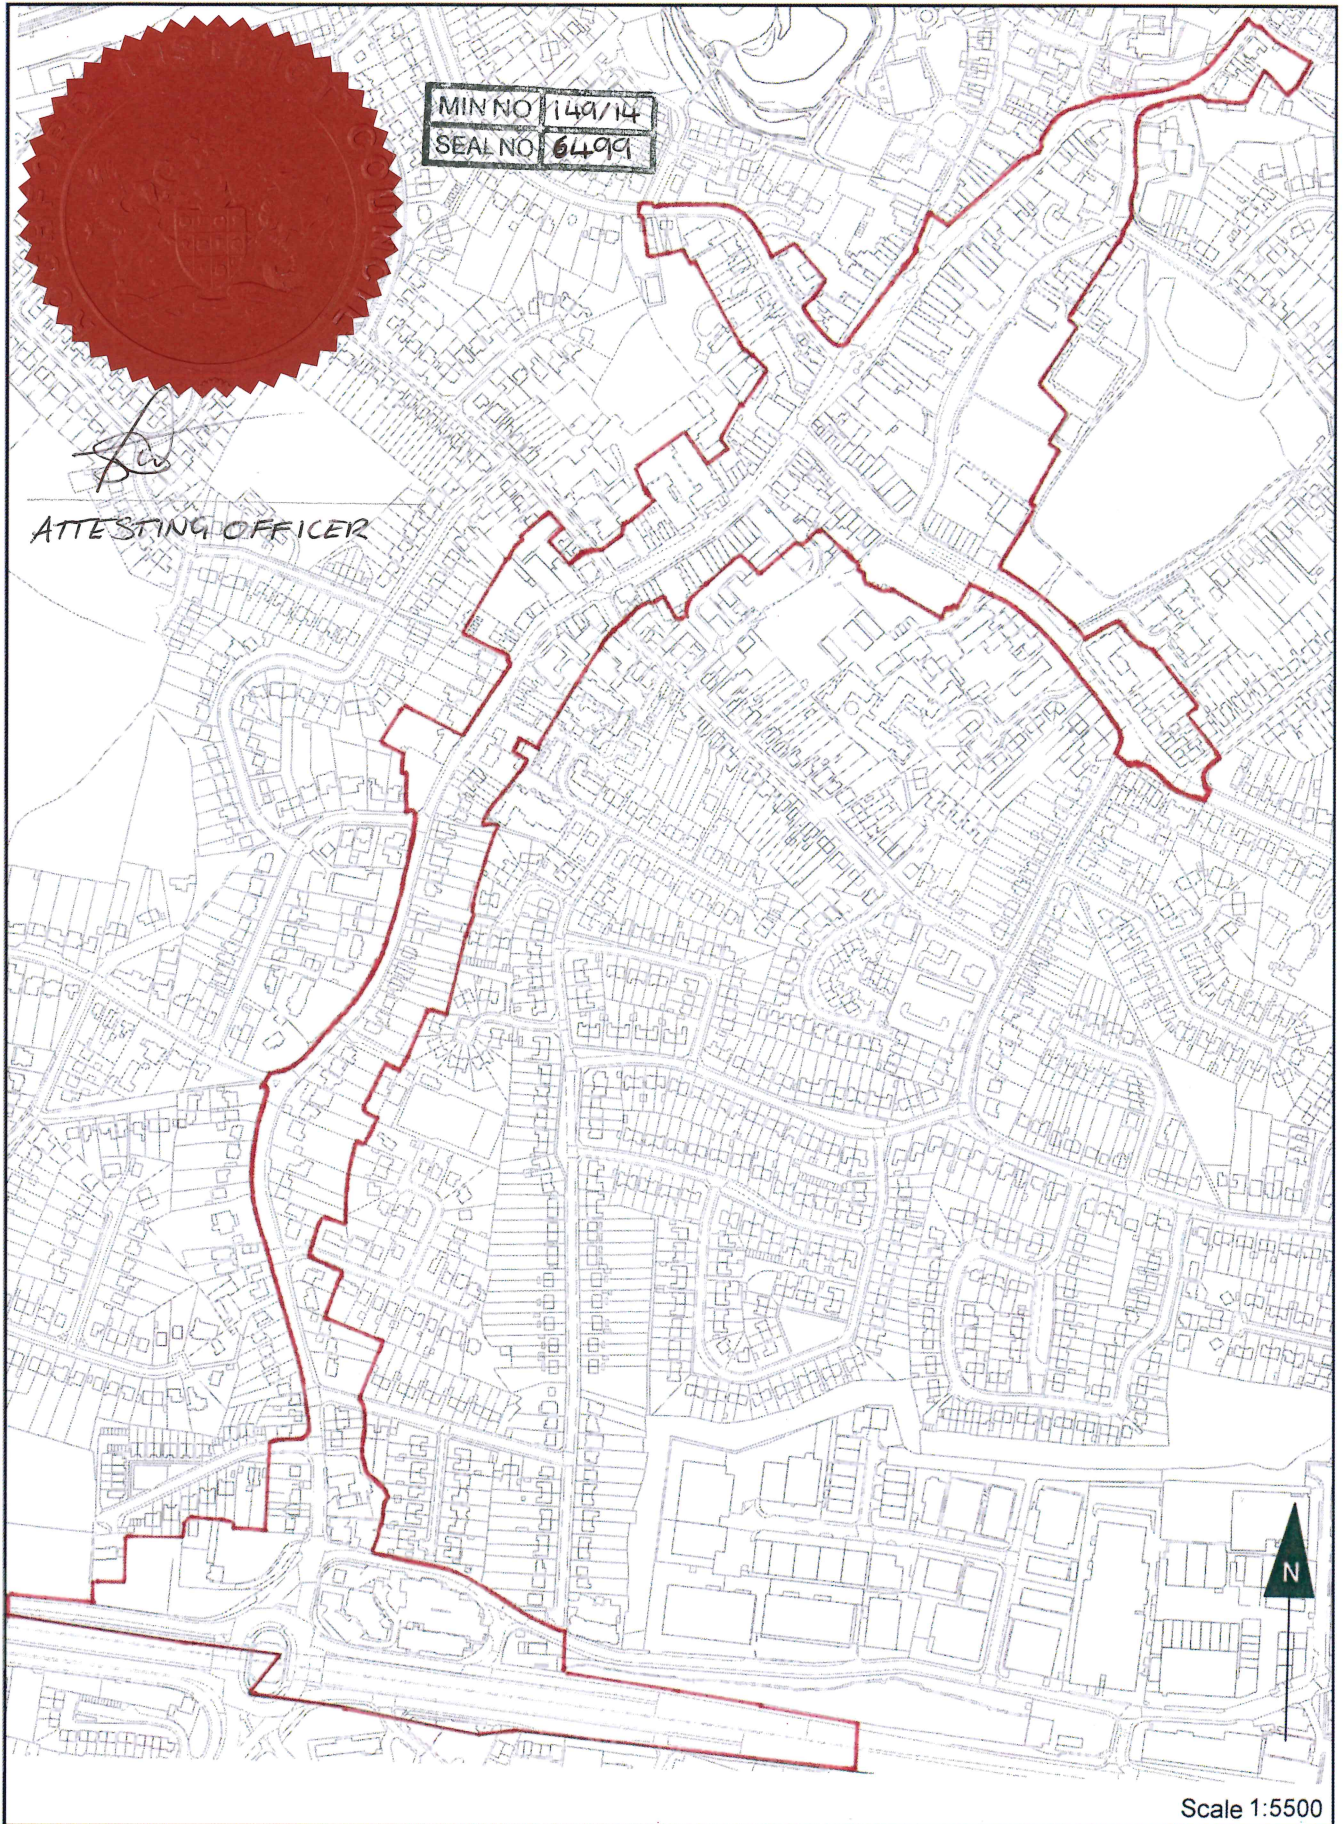 MIN NO 149/14
SEAL NO 6499
ATTESTING OFFICER
N
Scale 1:5500